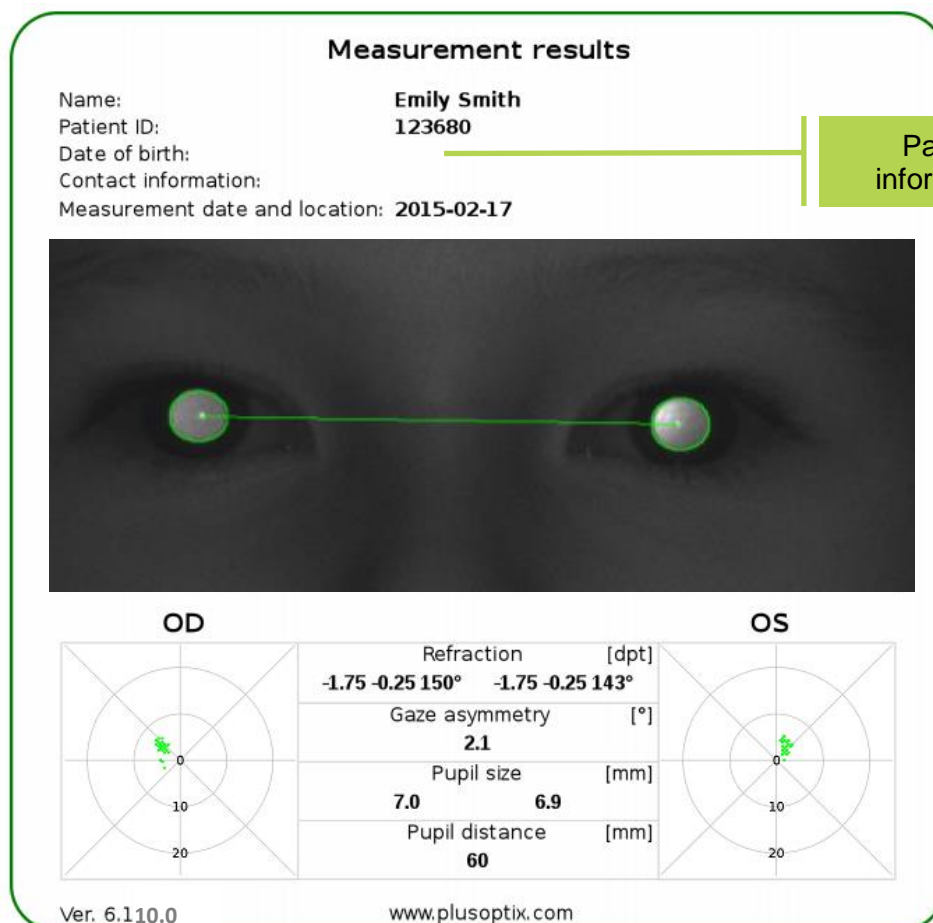 Measurement results
Name: Emily Smith
Patient ID: 123680
Date of birth:
Contact information:
Measurement date and location: 2015-02-17
Pa
infor
OD
OS
Refraction [dpt]
-1.75 -0.25 150° -1.75 -0.25 143°
Gaze asymmetry [°]
2.1
Pupil size [mm]
7.0 6.9
Pupil distance [mm]
60
0
10
20
0
10
20
Ver. 6.1.10.0 www.plusoptix.com